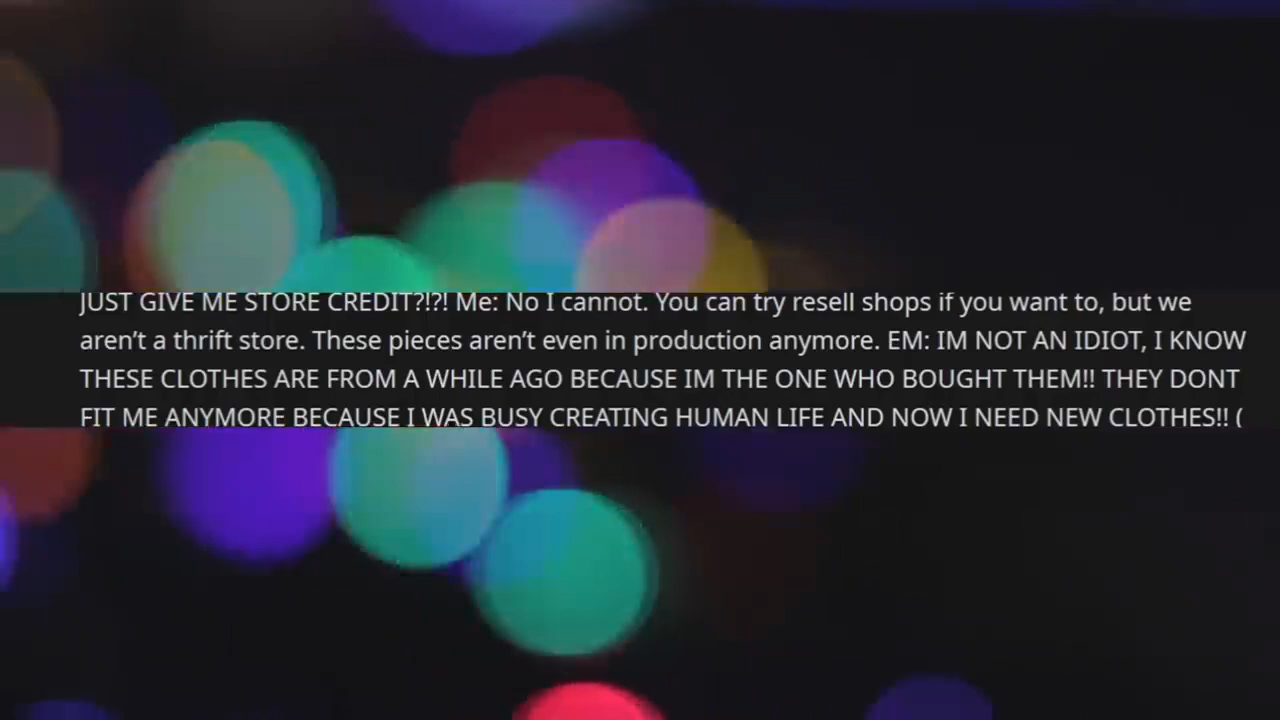 JUST GIVE ME STORE CREDIT?!?! Me: No I cannot. You can try resell shops if you want to, but we
aren’t a thrift store. These pieces aren’t even in production anymore. EM: IM NOT AN IDIOT, I KNOW
THESE CLOTHES ARE FROM A WHILE AGO BECAUSE IM THE ONE WHO BOUGHT THEM!! THEY DONT
FIT ME ANYMORE BECAUSE I WAS BUSY CREATING HUMAN LIFE AND NOW I NEED NEW CLOTHES!! (